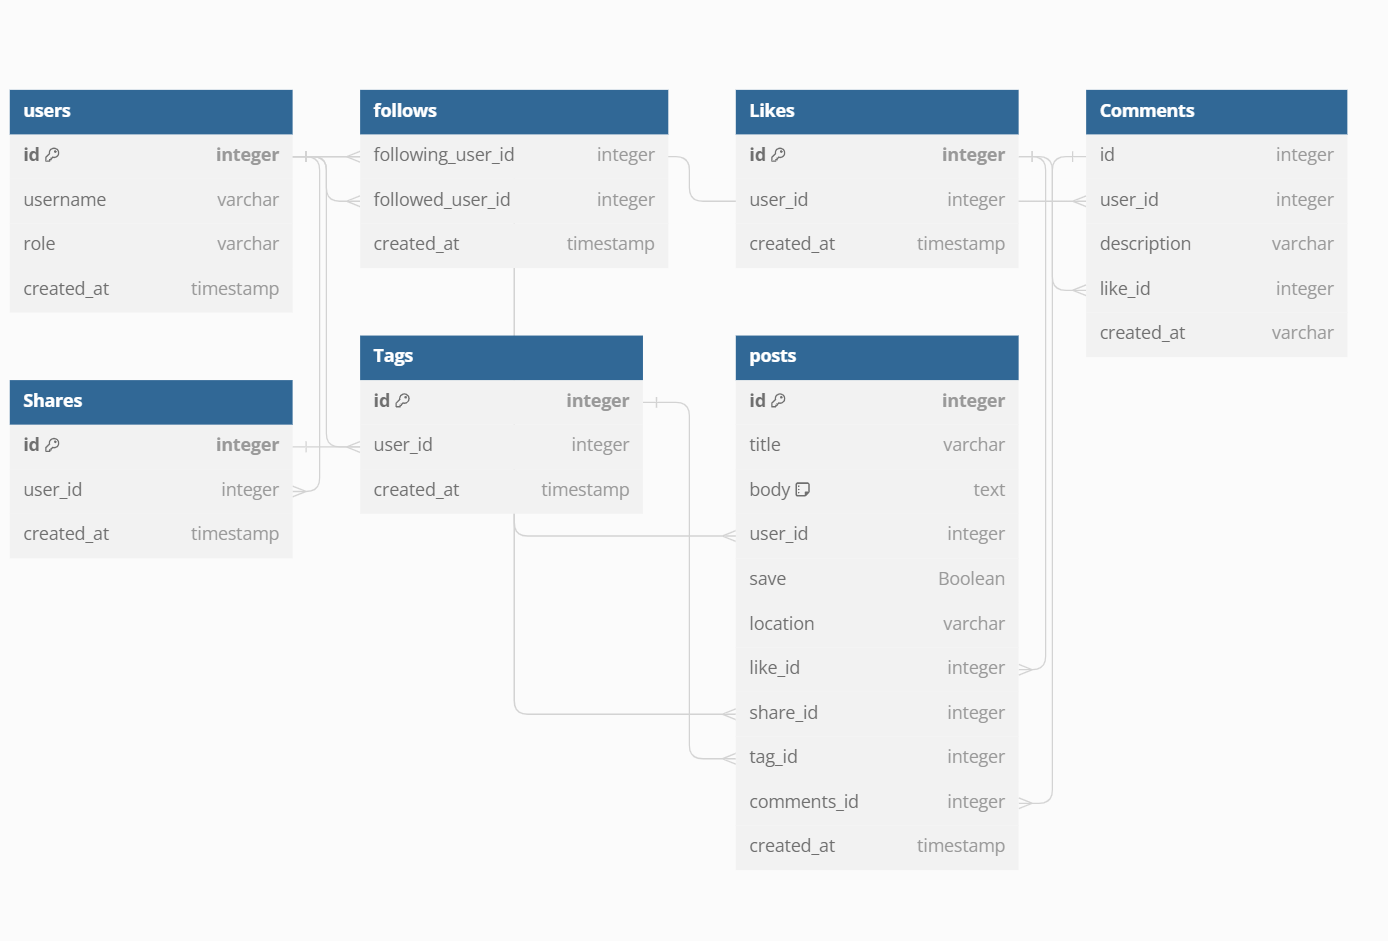 users
id integer
username varchar
role varchar
created_at timestamp
follows
following_user_id integer
followed_user_id integer
created_at timestamp
Likes
id integer
user_id integer
created_at timestamp
Comments
id integer
user_id integer
description varchar
like_id integer
created_at varchar
Shares
id integer
user_id integer
created_at timestamp
Tags
id integer
user_id integer
created_at timestamp
posts
id integer
title varchar
body text
user_id integer
save Boolean
location varchar
like_id integer
share_id integer
tag_id integer
comments_id integer
created_at timestamp